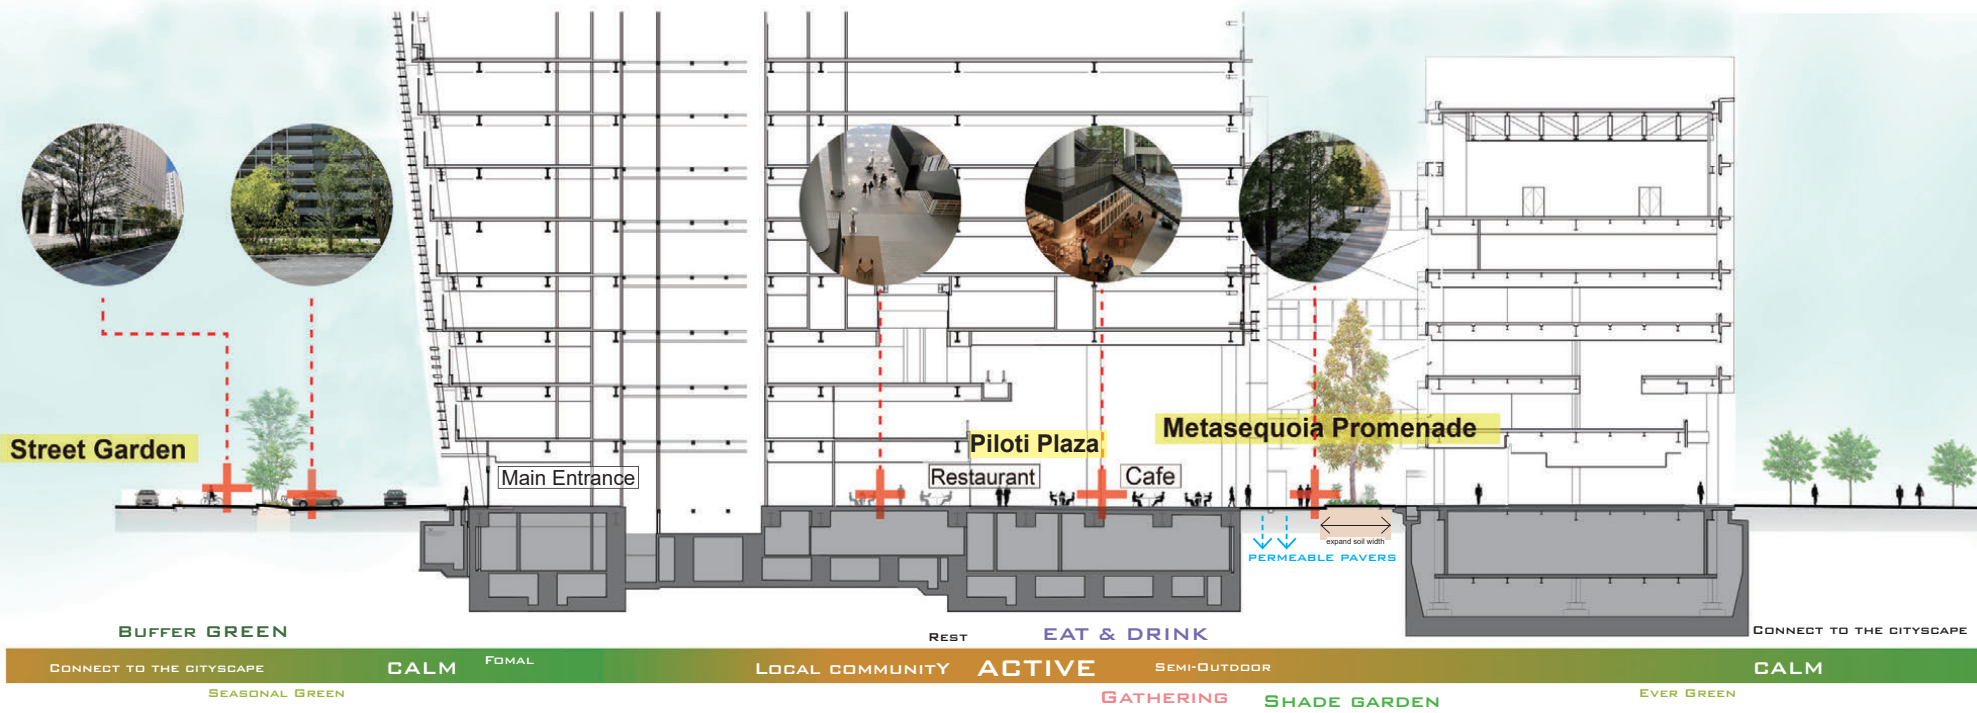 Street Garden
Main Entrance
Piloti Plaza
Restaurant
Cafe
Metasequoia Promenade
expand soil width
PERMEABLE PAVERS
BUFFER GREEN
REST
EAT & DRINK
CONNECT TO THE CITYSCAPE
CONNECT TO THE CITYSCAPE
CALM
FOMAL
LOCAL COMMUNITY
ACTIVE
SEMI-OUTDOOR
CALM
SEASONAL GREEN
GATHERING
SHADE GARDEN
EVER GREEN